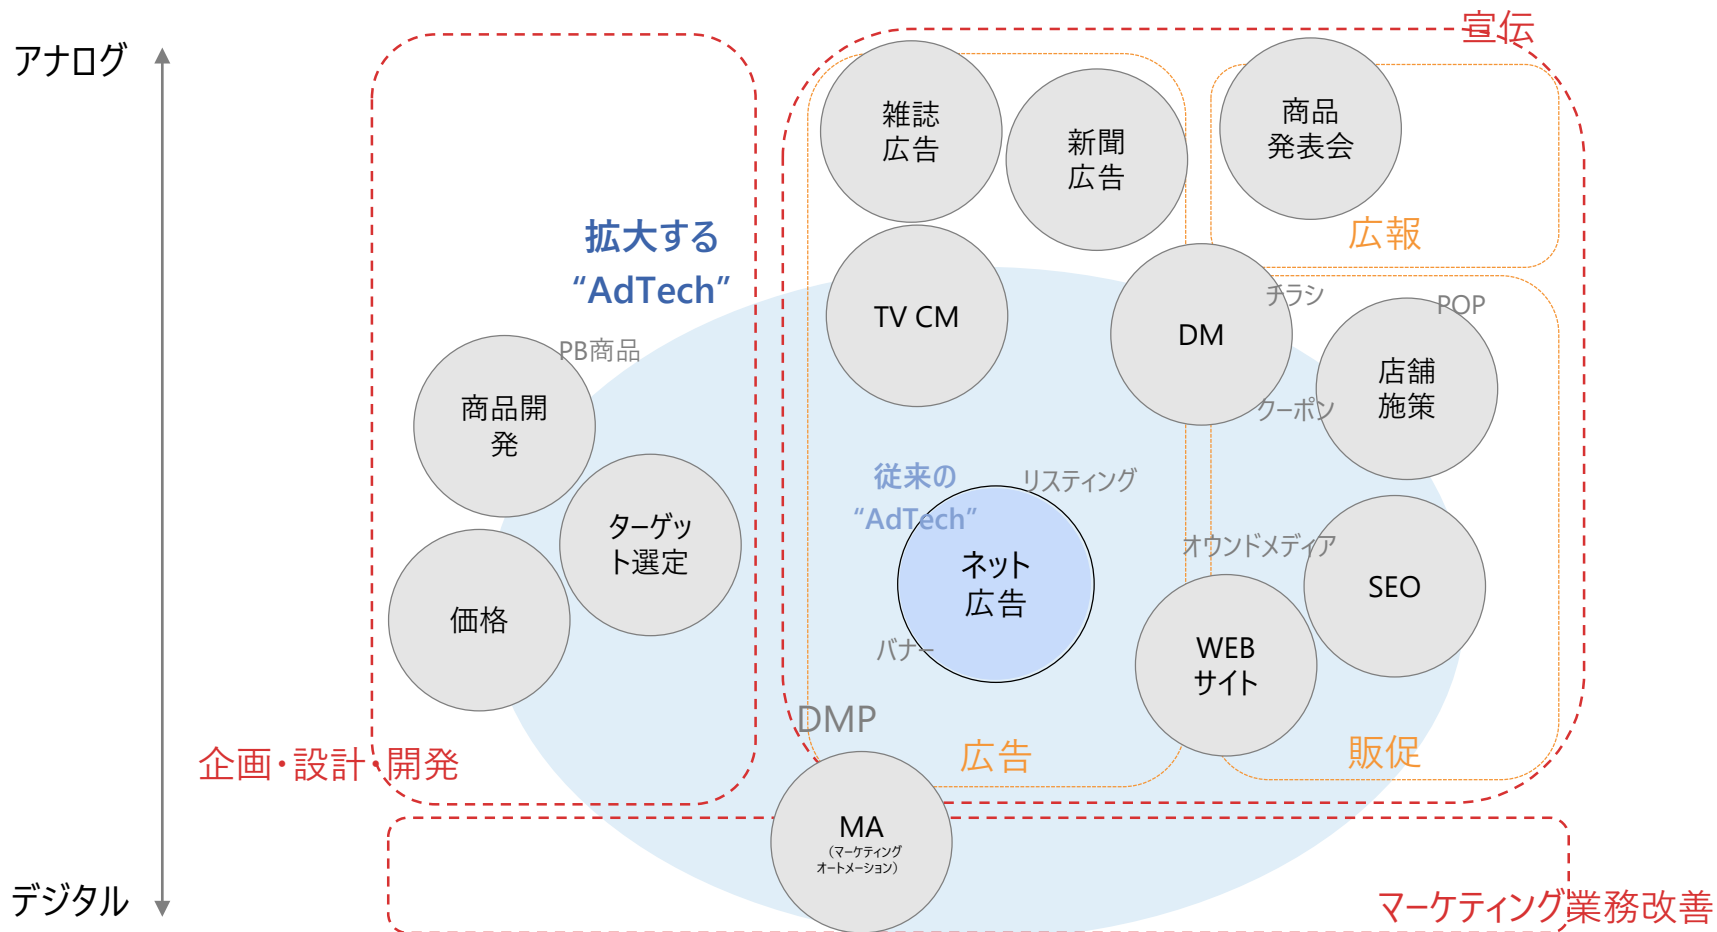 アナログ
宣伝
雑誌
広告
新聞
広告
商品
発表会
広報
拡大する
“AdTech”
TV CM
DM
チラシ
POP
店舗
施策
クーポン
PB商品
商品開
発
ターゲッ
ト選定
価格
従来の
“AdTech”
リスティング
ネット
広告
バナー
オウンドメディア
SEO
WEB
サイト
DMP
広告
販促
企画・設計・開発
MA
（マーケティング
オートメーション）
デジタル
マーケティング業務改善